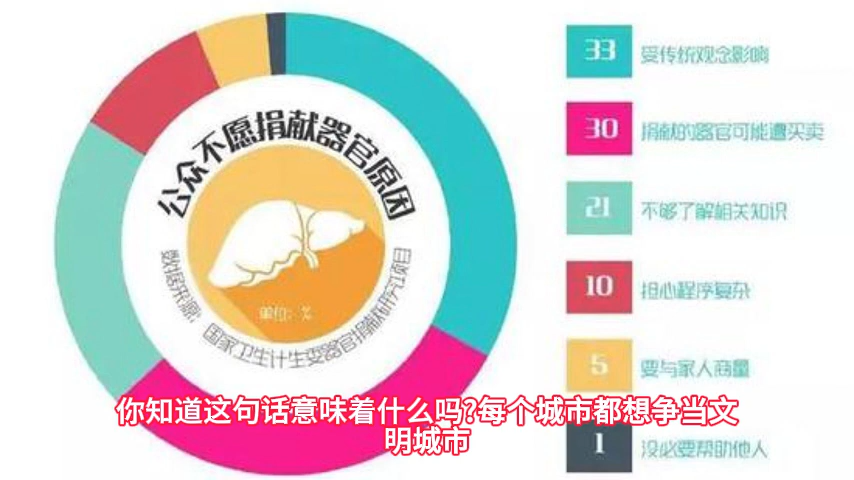 公众不愿捐献器官原因
单位：%
数据来源：国家卫生计生委器官捐献研究项目
33 受传统观念影响
30 捐献的器官可能遭买卖
21 不够了解相关知识
10 担心程序复杂
5 要与家人商量
1 没必要帮助他人
你知道这句话意味着什么吗?每个城市都想争当文
明城市